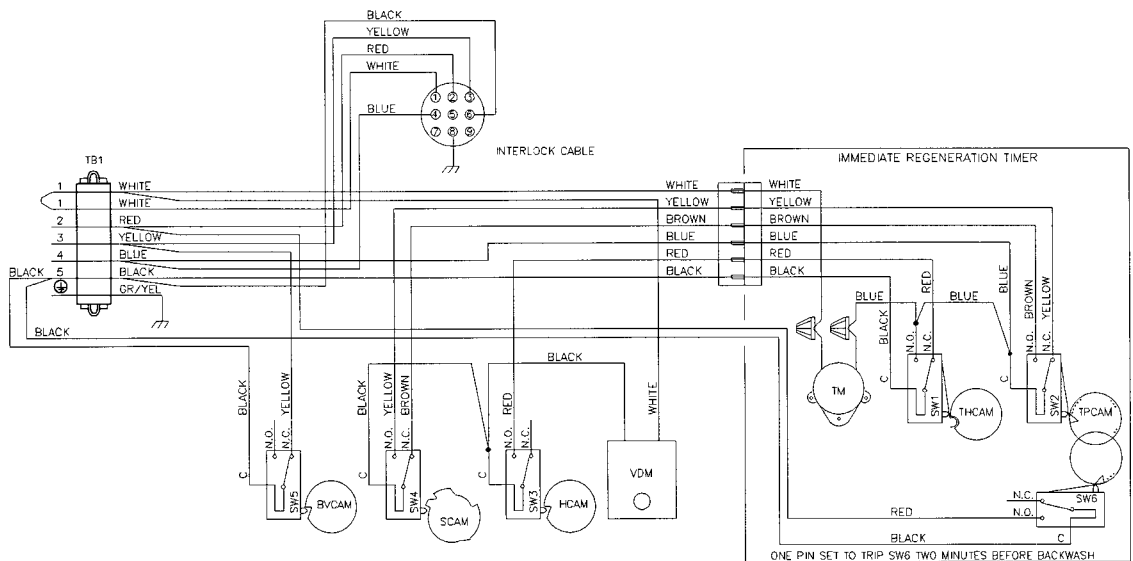 BLACK
YELLOW
RED
WHITE
1 2 3
BLUE
4 5 6
7 8 9
INTERLOCK CABLE
IMMEDIATE REGENERATION TIMER
TB1
1 WHITE
1 WHITE
2 RED
3 YELLOW
4 BLUE
BLACK 5 BLACK
GR/YEL
BLACK
WHITE WHITE
YELLOW YELLOW
BROWN BROWN
BLUE BLUE
RED RED
BLACK BLACK
BLUE
BLACK
N.O.
RED
N.C.
BLUE
BLUE
BROWN
N.O.
YELLOW
N.C.
C
SW1
THCAM
C
SW2
TPCAM
TM
BLACK
N.O.
YELLOW
N.C.
C
SW5
BVCAM
BLACK
YELLOW
N.O.
BROWN
N.C.
C
SW4
SCAM
BLACK
RED
N.O.
N.C.
C
SW3
HCAM
WHITE
VDM
N.C.
SW6
N.O.
RED
BLACK
C
ONE PIN SET TO TRIP SW6 TWO MINUTES BEFORE BACKWASH